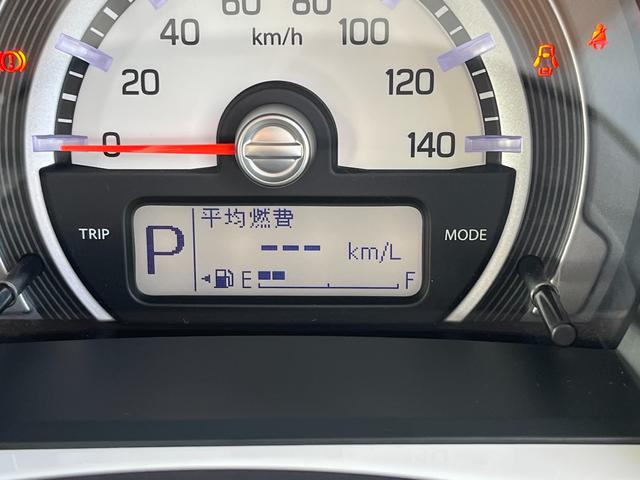 60 80
40 km/h 100
20 120
0 140
TRIP MODE
P
平均燃費
--- km/L
E F